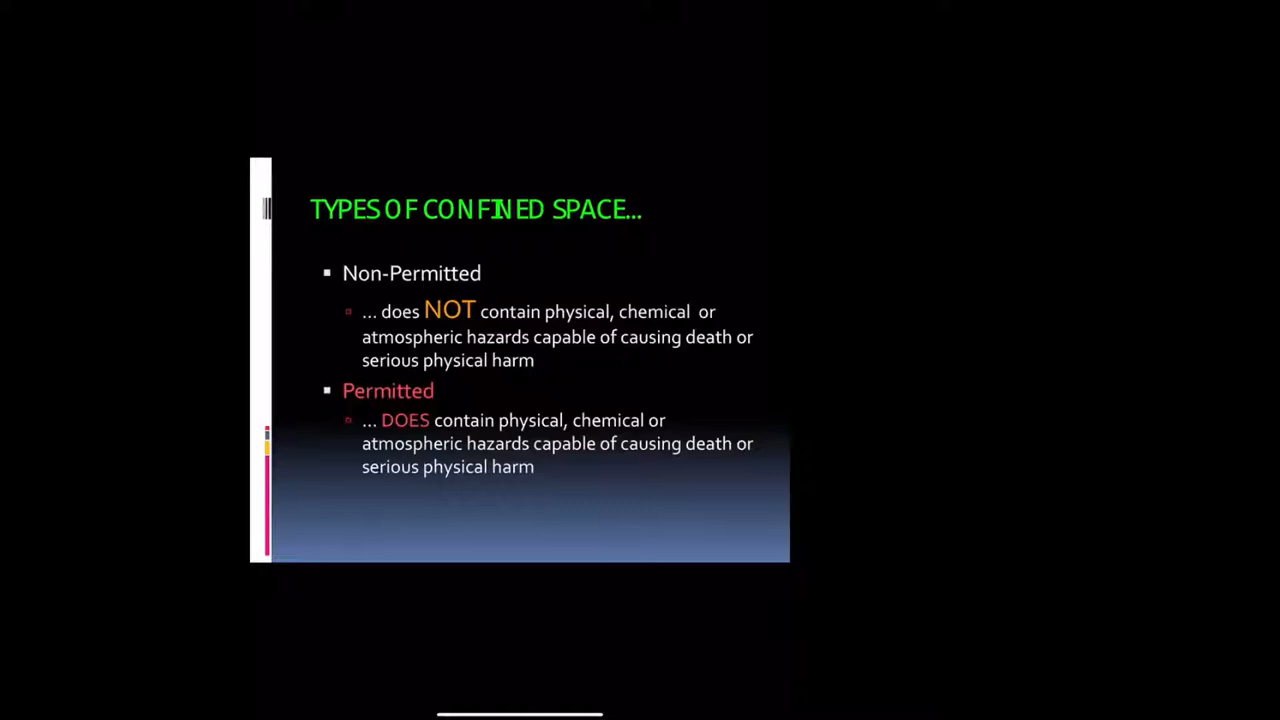 TYPES OF CONFINED SPACE...
Non-Permitted
... does NOT contain physical, chemical or
atmospheric hazards capable of causing death or
serious physical harm
Permitted
... DOES contain physical, chemical or
atmospheric hazards capable of causing death or
serious physical harm